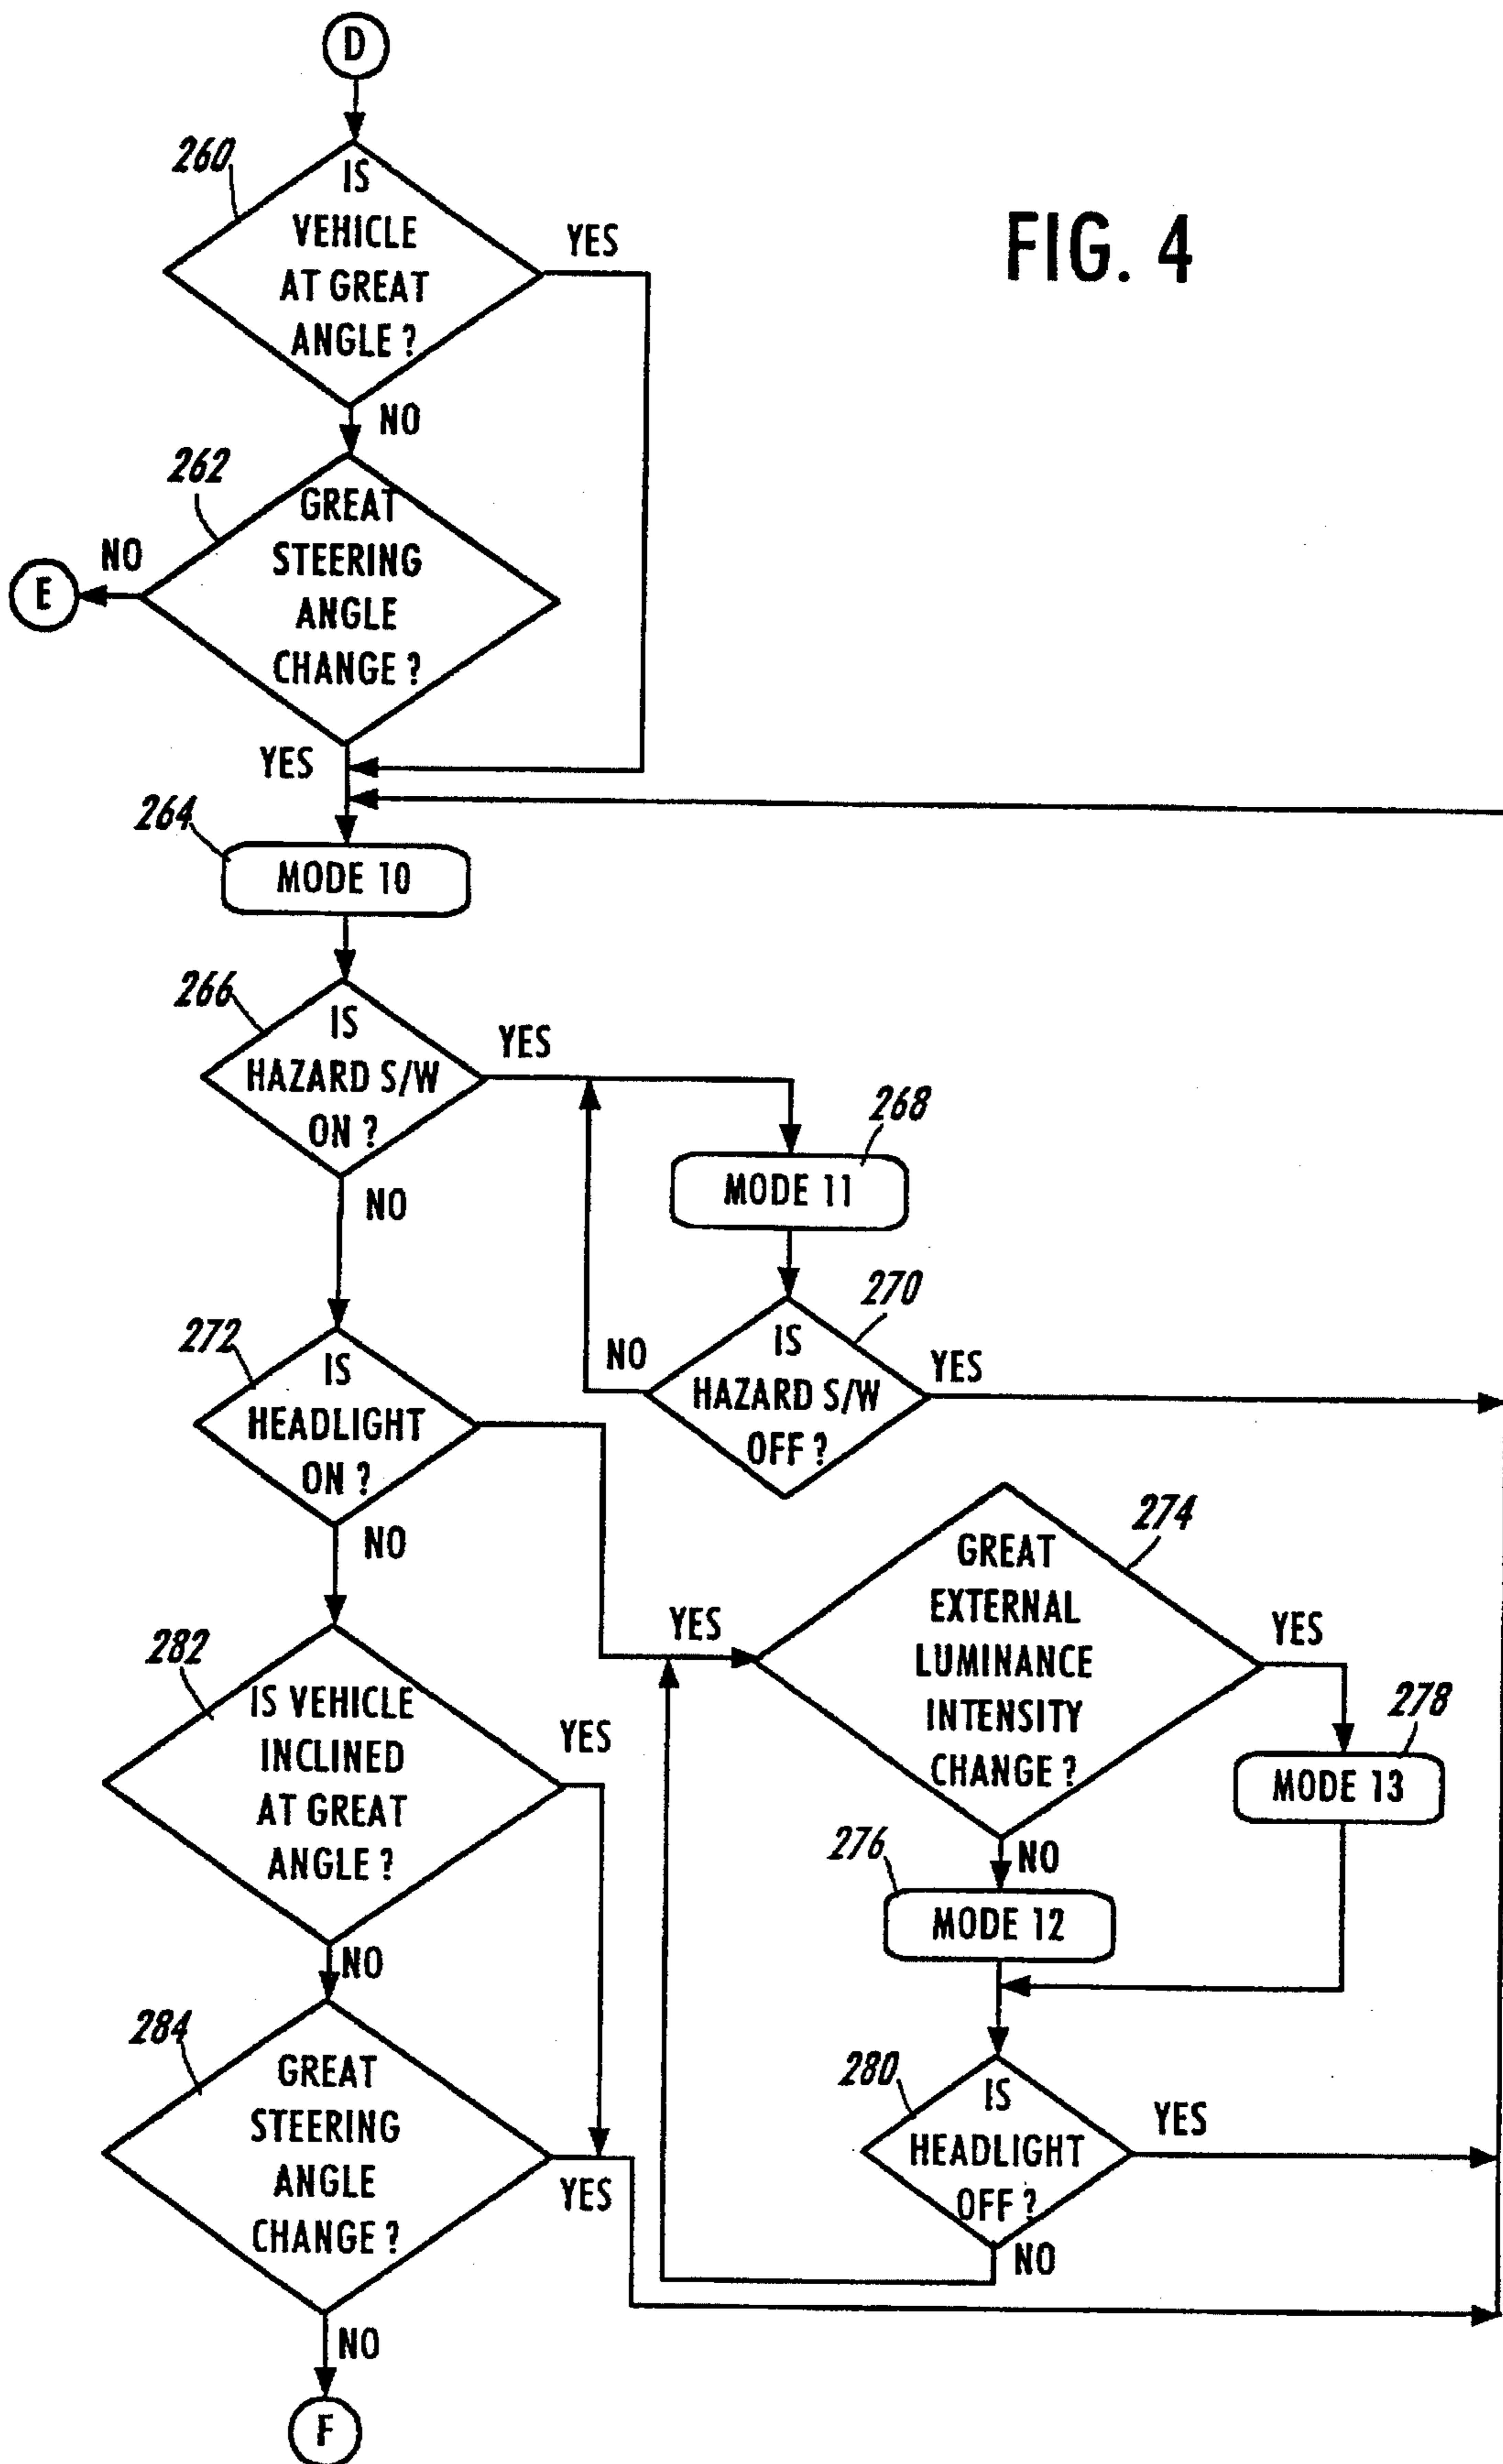 D
260
IS
VEHICLE
AT GREAT
ANGLE ?
YES
FIG. 4
NO
262
GREAT
STEERING
ANGLE
CHANGE ?
NO
E
YES
264
MODE 10
266
IS
HAZARD S/W
ON ?
YES
NO
268
MODE 11
270
IS
HAZARD S/W
OFF ?
NO
YES
272
IS
HEADLIGHT
ON ?
NO
YES
274
GREAT
EXTERNAL
LUMINANCE
INTENSITY
CHANGE ?
YES
278
MODE 13
NO
276
MODE 12
280
IS
HEADLIGHT
OFF ?
YES
NO
282
IS VEHICLE
INCLINED
AT GREAT
ANGLE ?
YES
NO
284
GREAT
STEERING
ANGLE
CHANGE ?
YES
NO
F